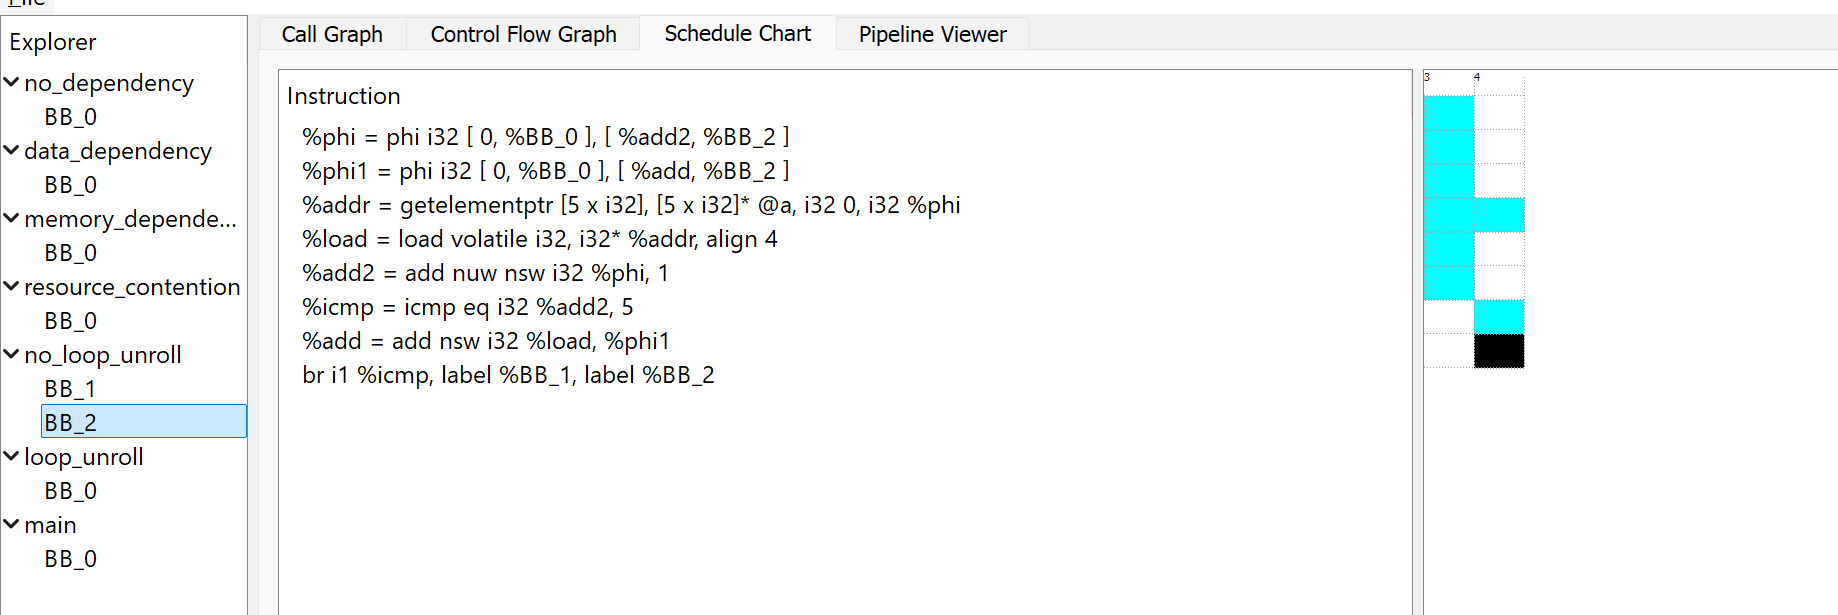 File
Explorer
no_dependency
BB_0
data_dependency
BB_0
memory_depende...
BB_0
resource_contention
BB_0
no_loop_unroll
BB_1
BB_2
loop_unroll
BB_0
main
BB_0
Call Graph Control Flow Graph Schedule Chart Pipeline Viewer
Instruction
%phi = phi i32 [ 0, %BB_0 ], [ %add2, %BB_2 ]
%phi1 = phi i32 [ 0, %BB_0 ], [ %add, %BB_2 ]
%addr = getelementptr [5 x i32], [5 x i32]* @a, i32 0, i32 %phi
%load = load volatile i32, i32* %addr, align 4
%add2 = add nuw nsw i32 %phi, 1
%icmp = icmp eq i32 %add2, 5
%add = add nsw i32 %load, %phi1
br i1 %icmp, label %BB_1, label %BB_2
3 4